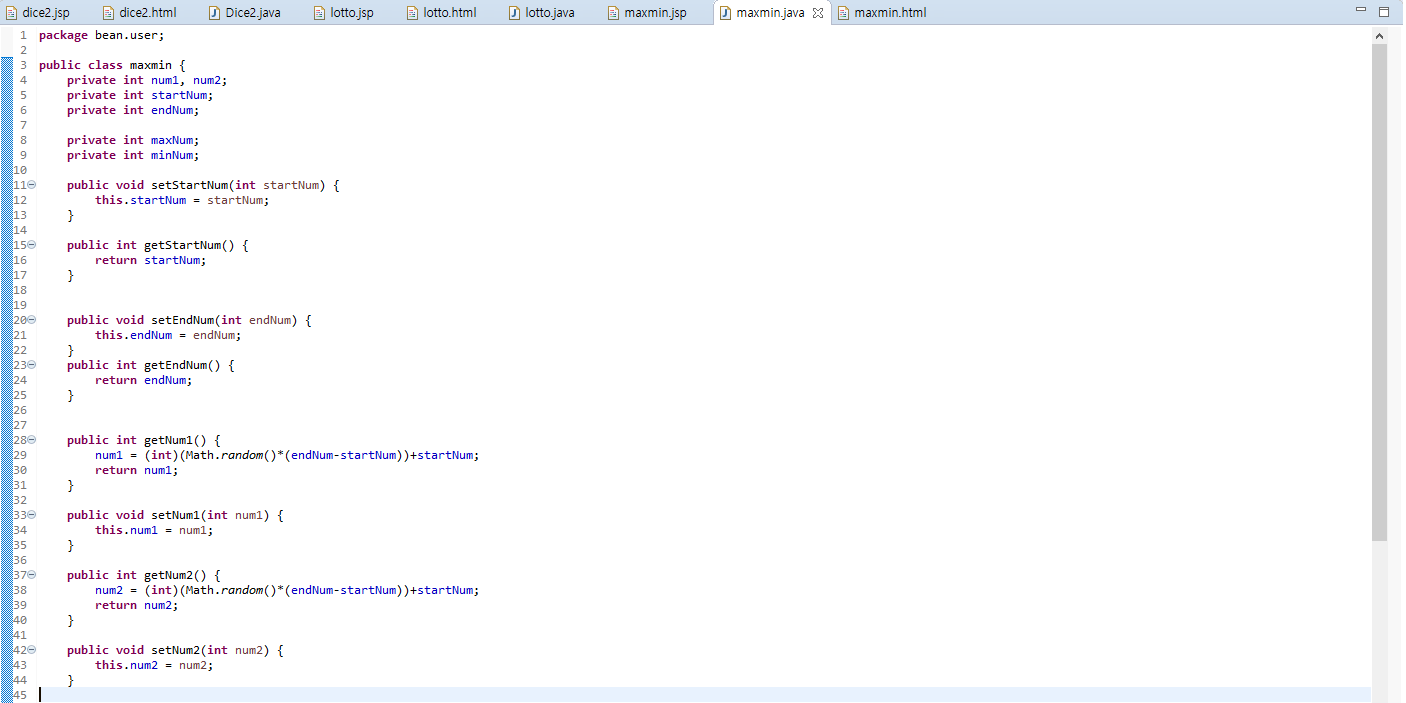 dice2.jsp dice2.html Dice2.java lotto.jsp lotto.html lotto.java maxmin.jsp maxmin.java maxmin.html
1 package bean.user;
2
3 public class maxmin {
4     private int num1, num2;
5     private int startNum;
6     private int endNum;
7
8     private int maxNum;
9     private int minNum;
10
11     public void setStartNum(int startNum) {
12         this.startNum = startNum;
13     }
14
15     public int getStartNum() {
16         return startNum;
17     }
18
19
20     public void setEndNum(int endNum) {
21         this.endNum = endNum;
22     }
23     public int getEndNum() {
24         return endNum;
25     }
26
27
28     public int getNum1() {
29         num1 = (int)(Math.random()*(endNum-startNum))+startNum;
30         return num1;
31     }
32
33     public void setNum1(int num1) {
34         this.num1 = num1;
35     }
36
37     public int getNum2() {
38         num2 = (int)(Math.random()*(endNum-startNum))+startNum;
39         return num2;
40     }
41
42     public void setNum2(int num2) {
43         this.num2 = num2;
44     }
45